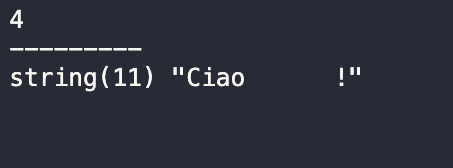 4
---------
string(11) "Ciao      !"